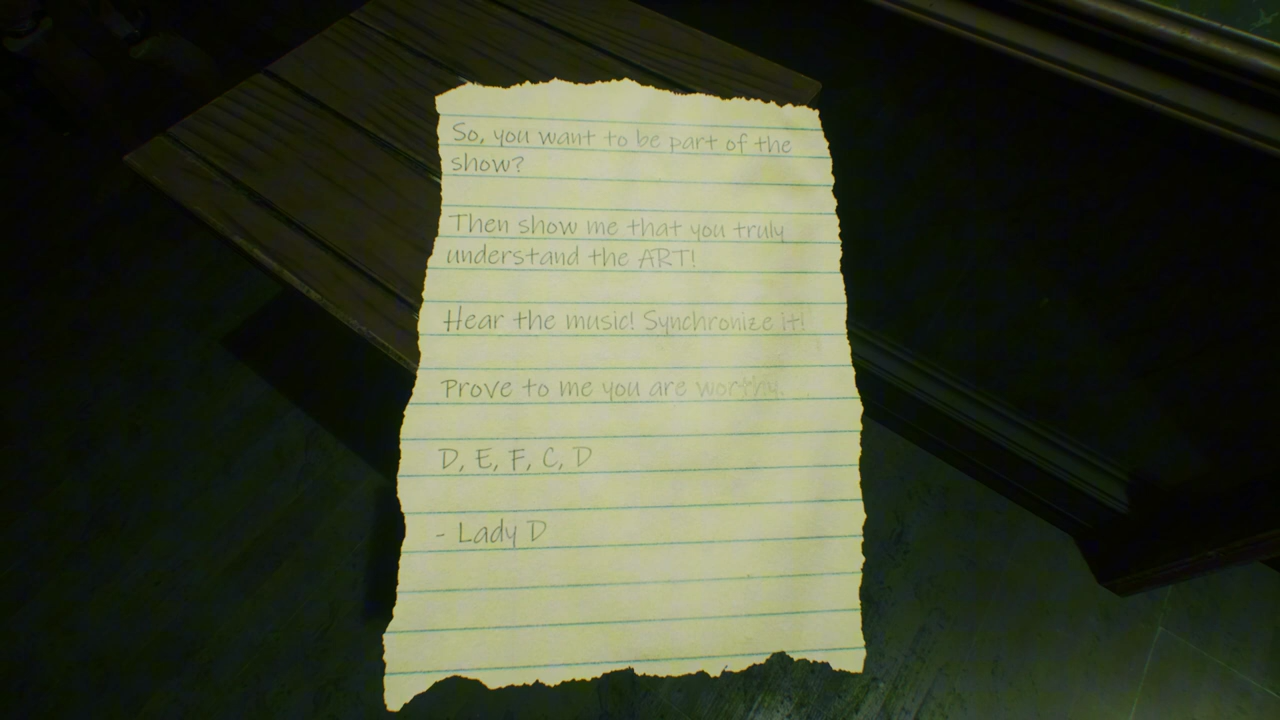 So, you want to be part of the
show?
Then show me that you truly
understand the ART!
Hear the music! Synchronize it!
Prove to me you are worthy.
D, E, F, C, D
- Lady D